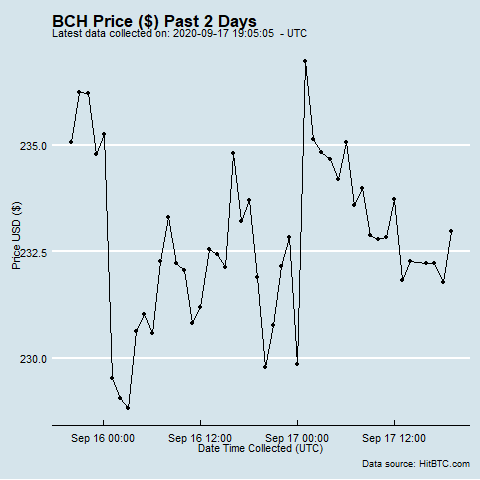 BCH Price ($) Past 2 Days
Latest data collected on: 2020-09-17 19:05:05 - UTC
Price USD ($)
235.0
232.5
230.0
Sep 16 00:00 Sep 16 12:00 Sep 17 00:00 Sep 17 12:00
Date Time Collected (UTC)
Data source: HitBTC.com